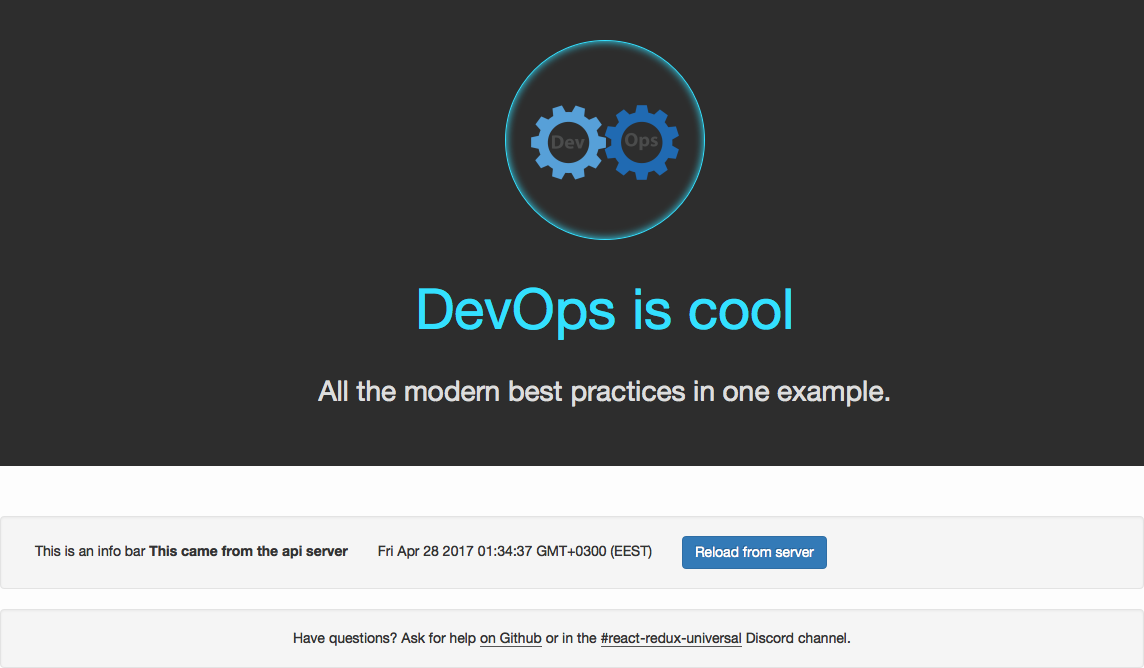 Dev Ops
DevOps is cool
All the modern best practices in one example.
This is an info bar This came from the api server Fri Apr 28 2017 01:34:37 GMT+0300 (EEST) Reload from server
Have questions? Ask for help on Github or in the #react-redux-universal Discord channel.